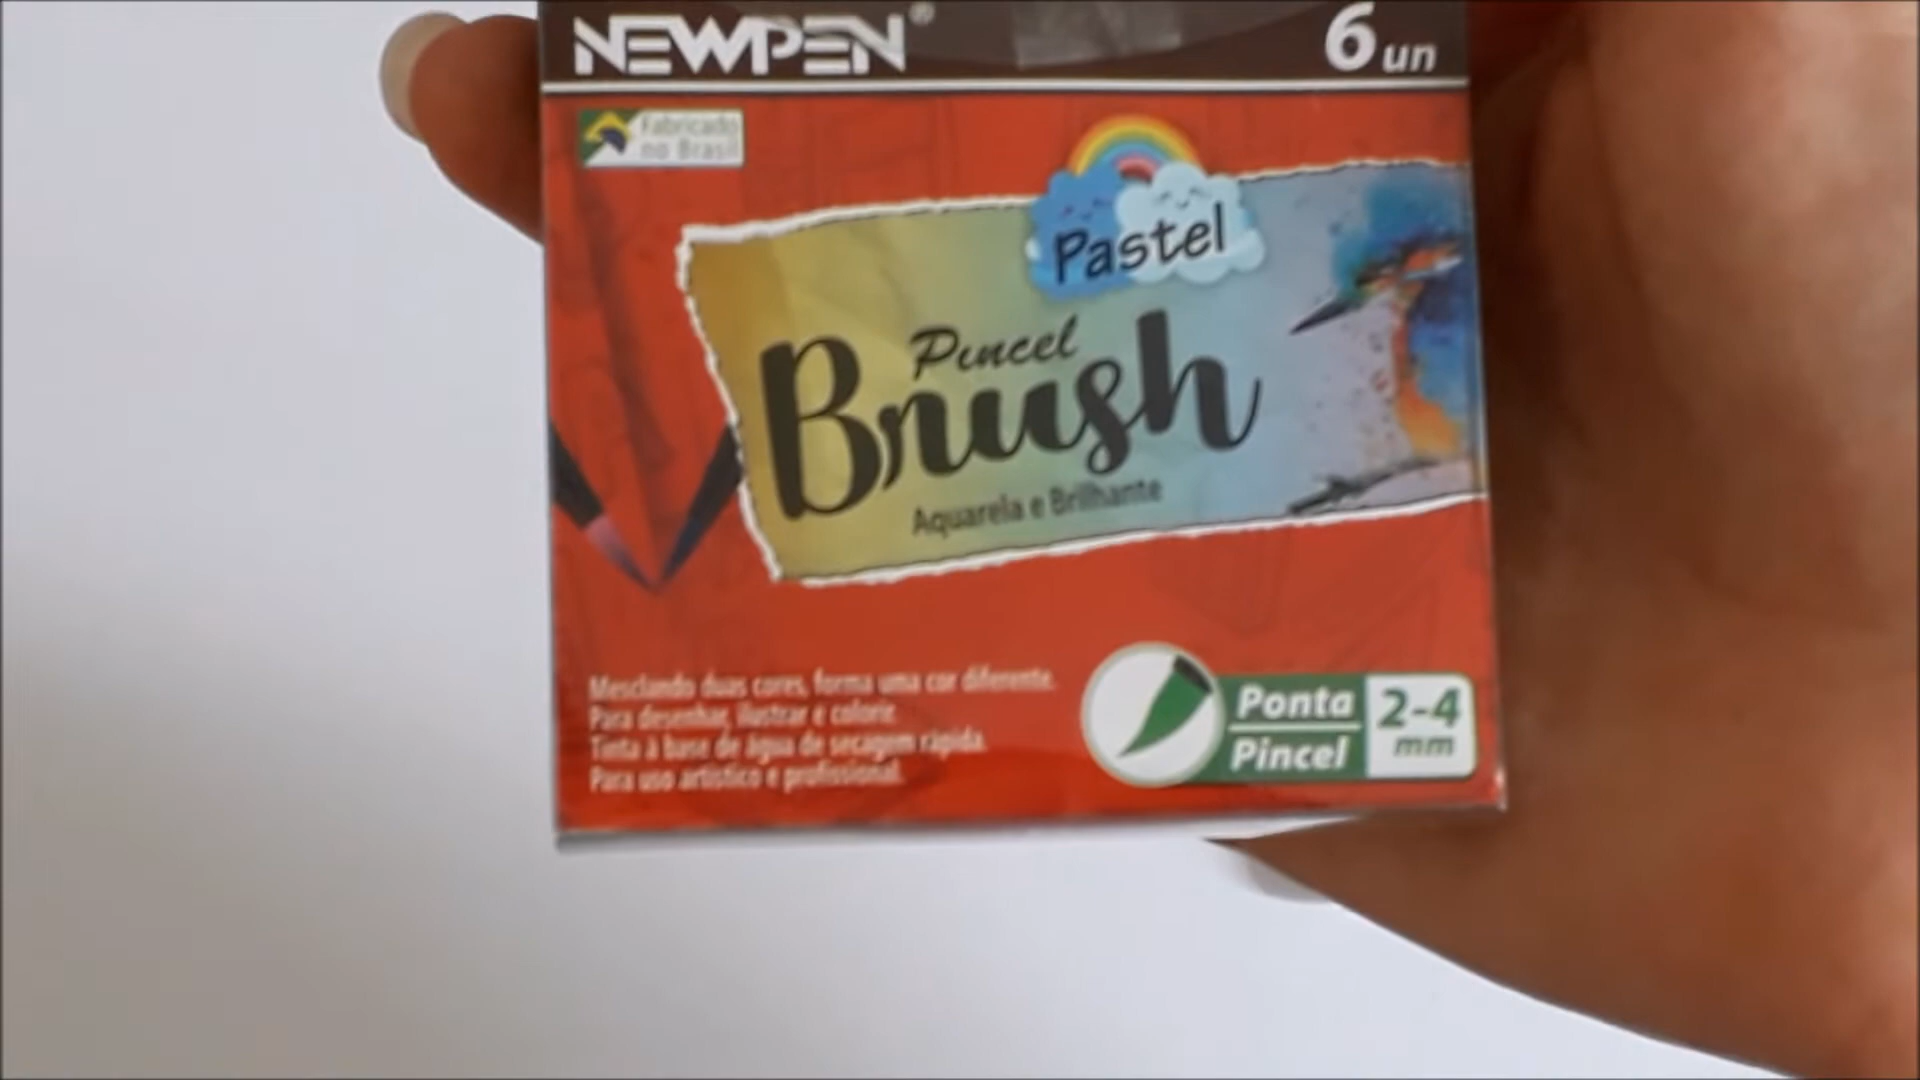 NEWPEN®
6 un
Fabricado
no Brasil
Pastel
Pincel
Brush
Aquarela e Brilhante
Mesclando duas cores, forma uma cor diferente.
Para desenhar, ilustrar e colorir.
Tinta à base de água de secagem rápida.
Para uso artístico e profissional.
Ponta
Pincel
2-4
mm